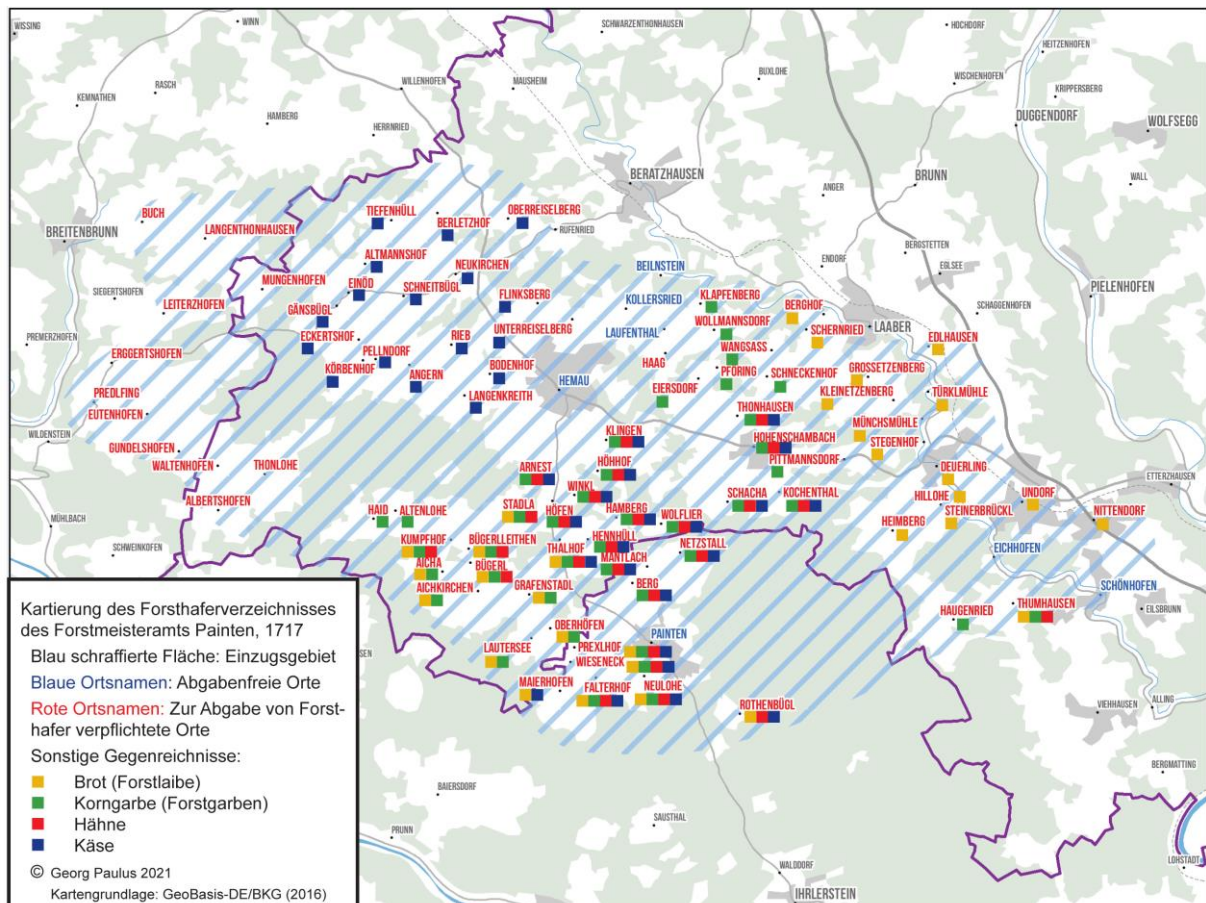 WISSING
WINN
SCHWARZENTHONHAUSEN
HOCHDORF
HEITZENHOFEN
RASCH
WILLENHOFEN
MAUSHEIM
BUXLOHE
WISCHENHOFEN
KRIPPERSBERG
KEMNATHEN
HAMBERG
HERRNRIED
DUGGENDORF
WOLFSEGG
BERATZHAUSEN
ANGER
BRUNN
WALL
BUCH
TIEFENHÜLL
OBERREISELBERG
BREITENBRUNN
LANGENTHONHAUSEN
BERLETZHOF
RUFENRIED
BERGSTETTEN
ALTMANNSHOF
ENDORF
EGLSEE
MUNGENHOFEN
NEUKIRCHEN
BEILNSTEIN
SIEGERTSHOFEN
EINÖD
SCHNEITBÜGL
PIELENHOFEN
LEITERZHOFEN
GÄNSBÜGL
FLINKSBERG
KOLLERSRIED
KLAPFENBERG
BERGHOF
SCHAGGENHOFEN
PREMERZHOFEN
ECKERTSHOF
RIEB
UNTERREISELBERG
LAUFENTHAL
WOLLMANNSDORF
SCHERNRIED
LAABER
EDLHAUSEN
ERGGERTSHOFEN
PELLNDORF
HAAG
WANGSASS
KÖRBENHOF
ANGERN
BODENHOF
HEMAU
EIERSDORF
PFORING
SCHNECKENHOF
GROSSETZENBERG
PREDLFING
LANGENKREITH
KLEINETZENBERG
TÜRKLMÜHLE
EUTENHOFEN
THONHAUSEN
MÜNCHSMÜHLE
WILDENSTEIN
GUNDELSHOFEN
KLINGEN
HOHENSCHAMBACH
STEGENHOF
WALTENHOFEN
THONLOHE
ARNEST
HÖHHOF
PITTMANNSDORF
DEUERLING
ETTERZHAUSEN
ALBERTSHOFEN
WINKL
SCHACHA
KOCHENTHAL
HILLOHE
UNDORF
HAID
ALTENLOHE
STADLA
HÖFEN
HAMBERG
WOLFLIER
STEINERBRÜCKL
NITTENDORF
MÜHLBACH
HEIMBERG
KUMPFHOF
BÜGERLLEITHEN
HENNHÜLL
NETZSTALL
EICHHOFEN
SCHWEINKOFEN
AICHA
BÜGERL
THALHOF
MANTLACH
SCHÖNHOFEN
AICHKIRCHEN
GRAFENSTADL
BERG
HAUGENRIED
THUMHAUSEN
EILSBRUNN
OBERHÖFEN
PAINTEN
LAUTERSEE
PREXLHOF
WIESENECK
MAIERHOFEN
FALTERHOF
NEULOHE
ROTHENBÜGL
ALLING
VIEHHAUSEN
BERGMATTING
BAIERSDORF
SAUSTHAL
PRUNN
WALDDORF
LOHSTADT
IHRLERSTEIN
Kartierung des Forsthaferverzeichnisses
des Forstmeisteramts Painten, 1717
Blau schraffierte Fläche: Einzugsgebiet
Blaue Ortsnamen: Abgabenfreie Orte
Rote Ortsnamen: Zur Abgabe von Forst-
hafer verpflichtete Orte
Sonstige Gegenreichnisse:
Brot (Forstlaibe)
Korngarbe (Forstgarben)
Hähne
Käse
© Georg Paulus 2021
Kartengrundlage: GeoBasis-DE/BKG (2016)